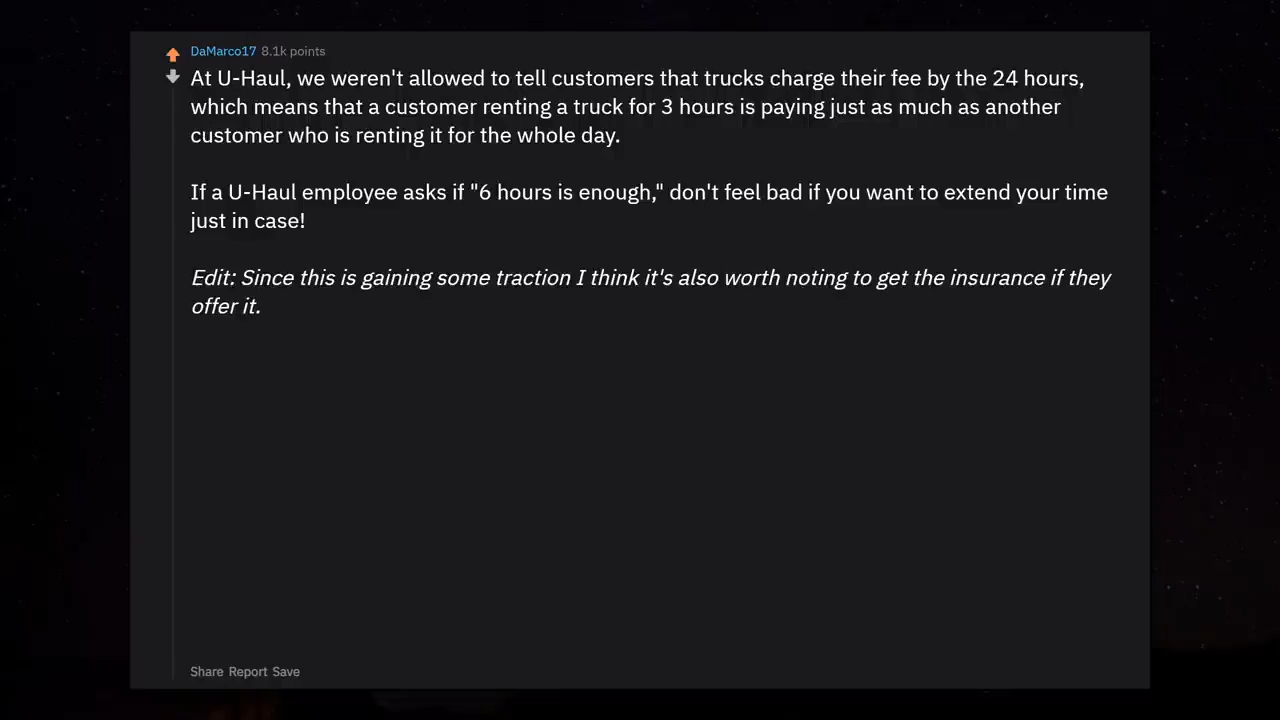 DaMarco17 8.1k points
At U-Haul, we weren't allowed to tell customers that trucks charge their fee by the 24 hours,
which means that a customer renting a truck for 3 hours is paying just as much as another
customer who is renting it for the whole day.
If a U-Haul employee asks if "6 hours is enough," don't feel bad if you want to extend your time
just in case!
Edit: Since this is gaining some traction I think it's also worth noting to get the insurance if they
offer it.
Share Report Save